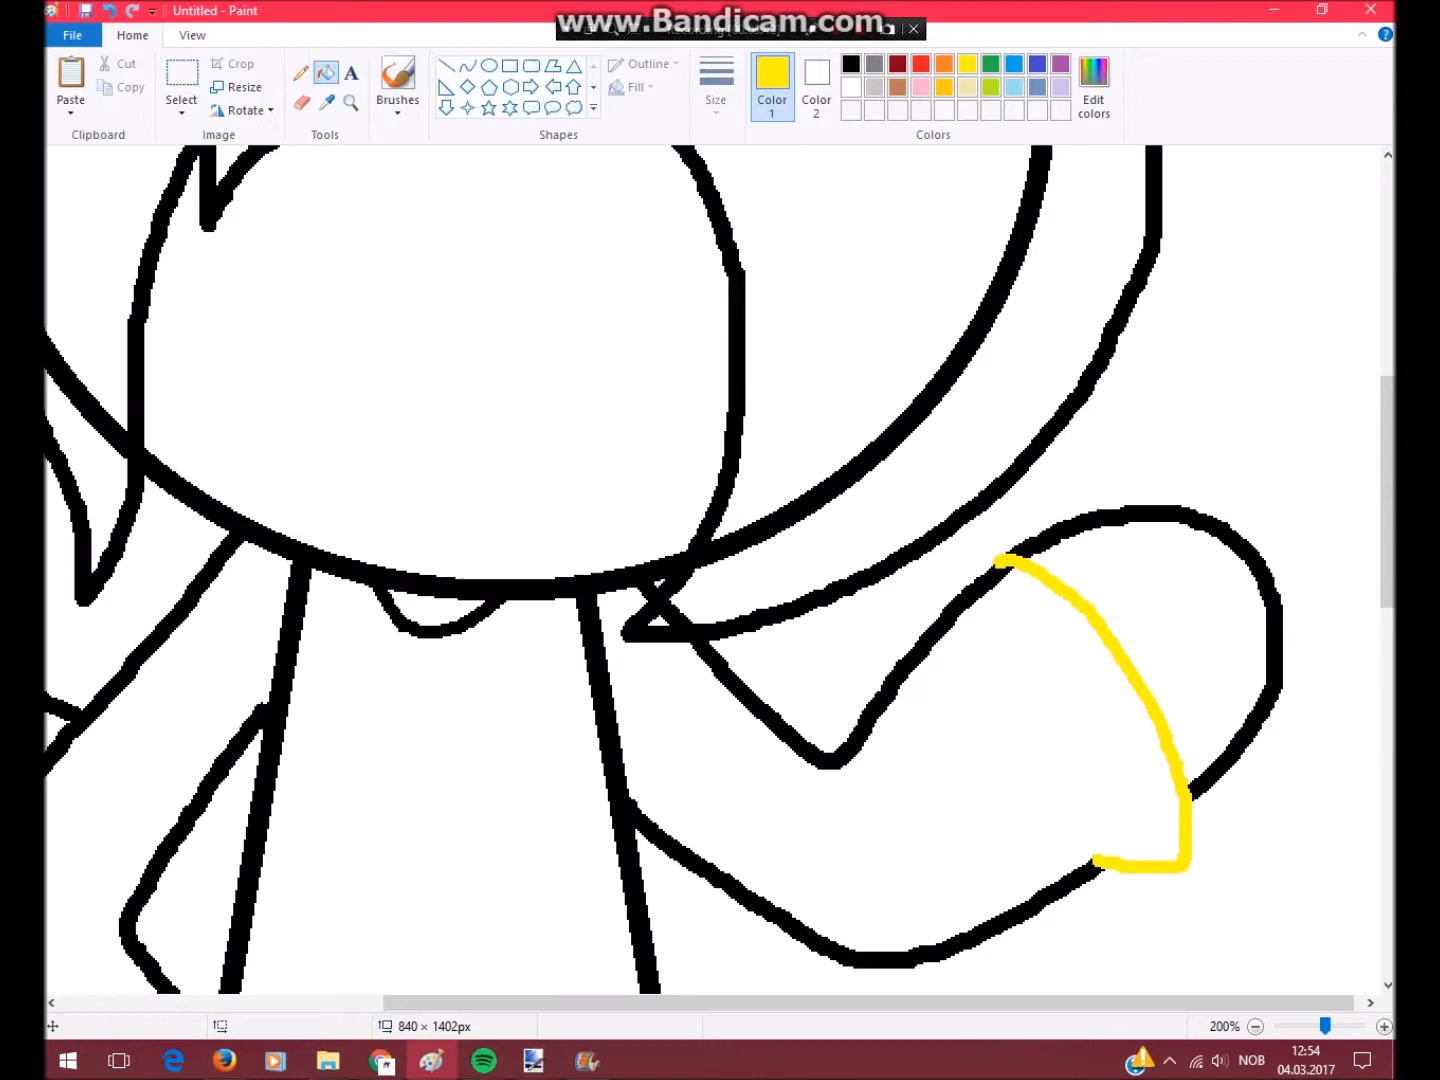 Untitled - Paint
www.Bandicam.com
File
Home
View
Paste
Cut
Copy
Clipboard
Select
Crop
Resize
Rotate
Image
Tools
Brushes
Outline
Fill
Shapes
Size
Color
1
Color
2
Edit
colors
Colors
840 × 1402px
200%
NOB
12:54
04.03.2017